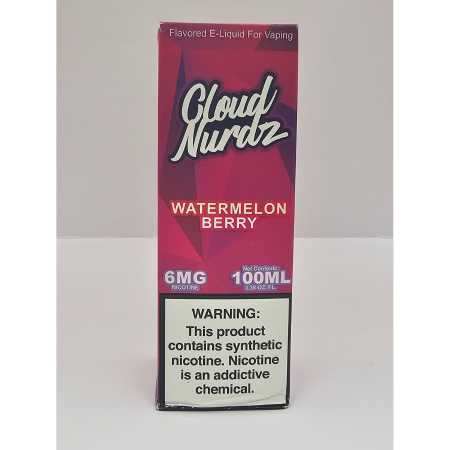 Flavored E-Liquid For Vaping
Cloud
Nurdz
WATERMELON
BERRY
6MG
NICOTINE
Net Contents:
100ML
3.38 OZ. FL.
WARNING:
This product
contains synthetic
nicotine. Nicotine
is an addictive
chemical.